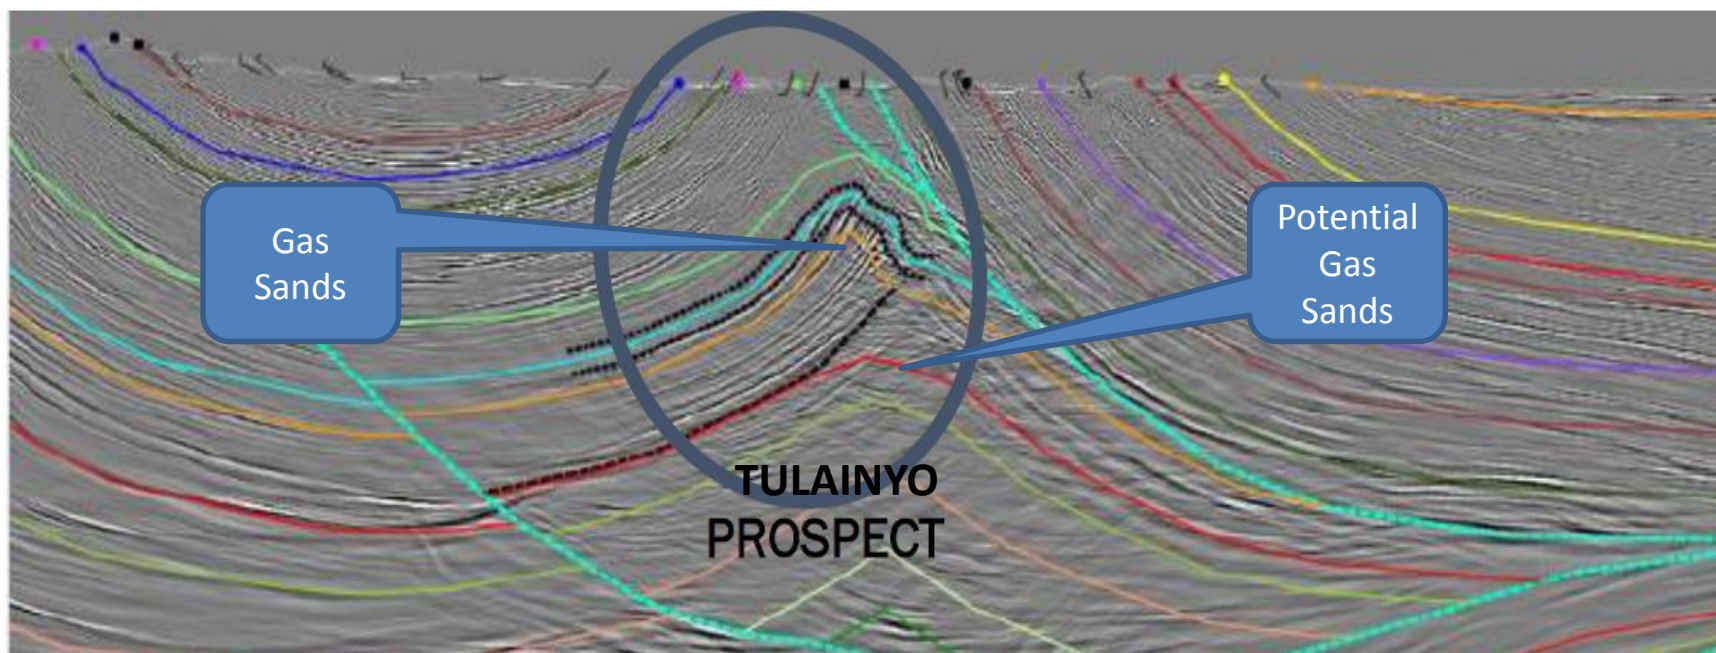 Gas
Sands
Potential
Gas
Sands
TULAINYO
PROSPECT